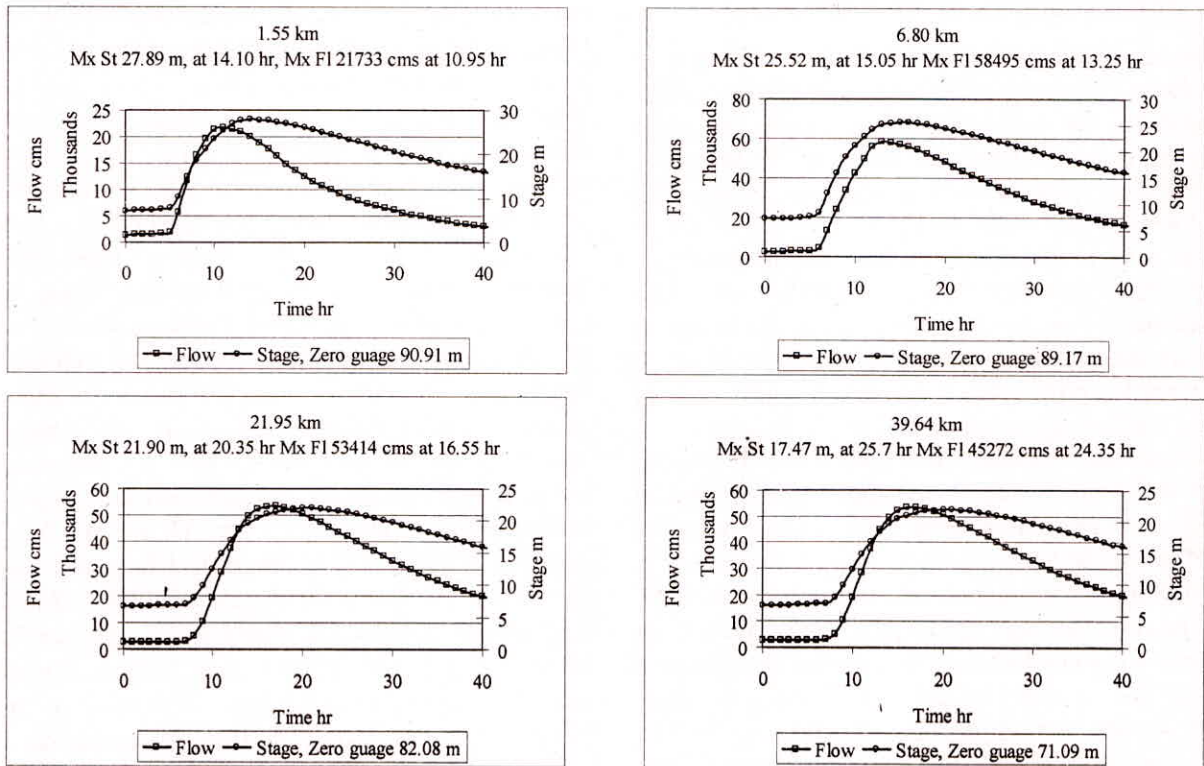 1.55 km
Mx St 27.89 m, at 14.10 hr, Mx Fl 21733 cms at 10.95 hr
Flow cms
Thousands
25
20
15
10
5
0
30
20
10
0
Stage m
0 10 20 30 40
Time hr
Flow Stage, Zero guage 90.91 m
6.80 km
Mx St 25.52 m, at 15.05 hr Mx Fl 58495 cms at 13.25 hr
Flow cms
Thousands
80
60
40
20
0
30
25
20
15
10
5
0
Stage m
0 10 20 30 40
Time hr
Flow Stage, Zero guage 89.17 m
21.95 km
Mx St 21.90 m, at 20.35 hr Mx Fl 53414 cms at 16.55 hr
Flow cms
Thousands
60
50
40
30
20
10
0
25
20
15
10
5
0
Stage m
0 10 20 30 40
Time hr
Flow Stage, Zero guage 82.08 m
39.64 km
Mx St 17.47 m, at 25.7 hr Mx Fl 45272 cms at 24.35 hr
Flow cms
Thousands
60
50
40
30
20
10
0
25
20
15
10
5
0
Stage m
0 10 20 30 40
Time hr
Flow Stage, Zero guage 71.09 m